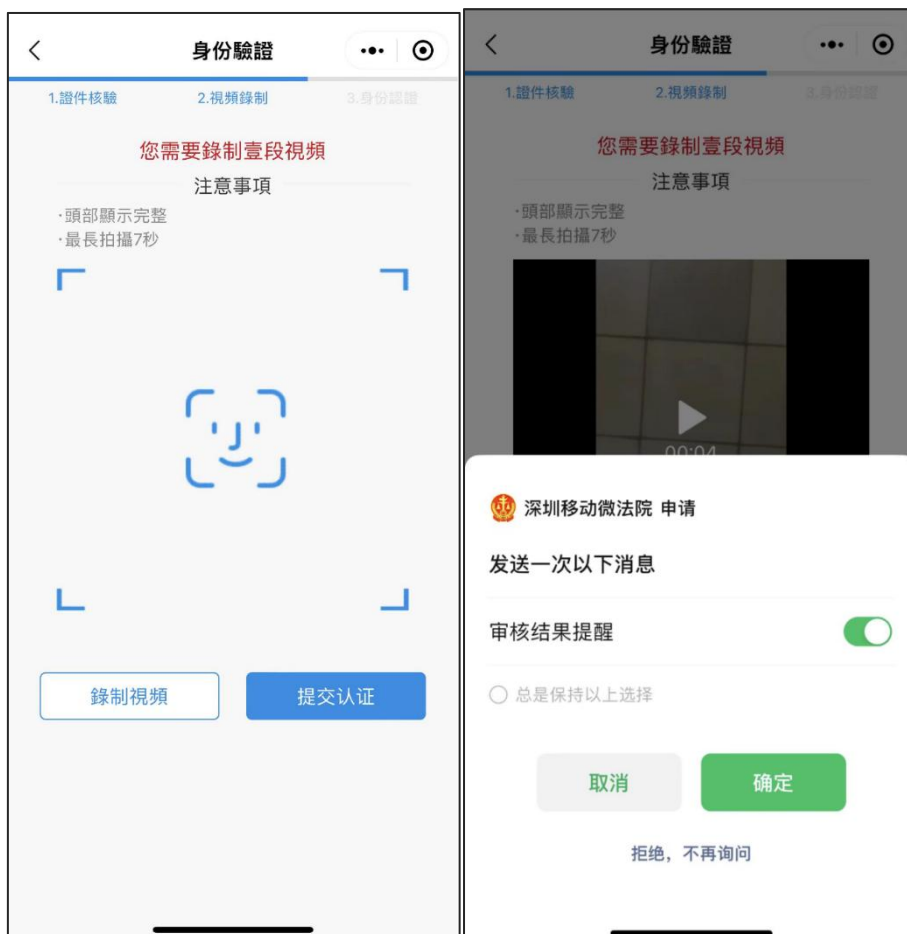 身份驗證
1.證件核驗 2.視頻錄制 3.身份認證
您需要錄制壹段視頻
注意事項
·頭部顯示完整
·最長拍攝7秒
錄制視頻 提交认证
身份驗證
1.證件核驗 2.視頻錄制 3.身份認證
您需要錄制壹段視頻
注意事項
·頭部顯示完整
·最長拍攝7秒
00:04
深圳移动微法院 申请
发送一次以下消息
审核结果提醒
总是保持以上选择
取消 确定
拒绝，不再询问